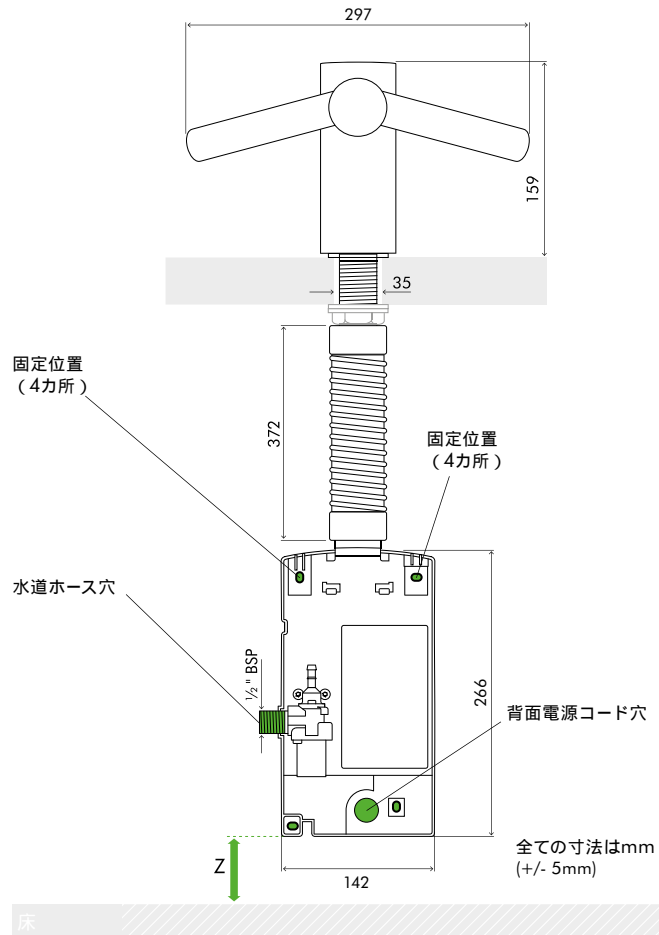 297
159
35
固定位置
（4カ所）
372
固定位置
（4カ所）
水道ホース穴
1/2" BSP
266
背面電源コード穴
全ての寸法はmm
(+/- 5mm)
Z
142
床